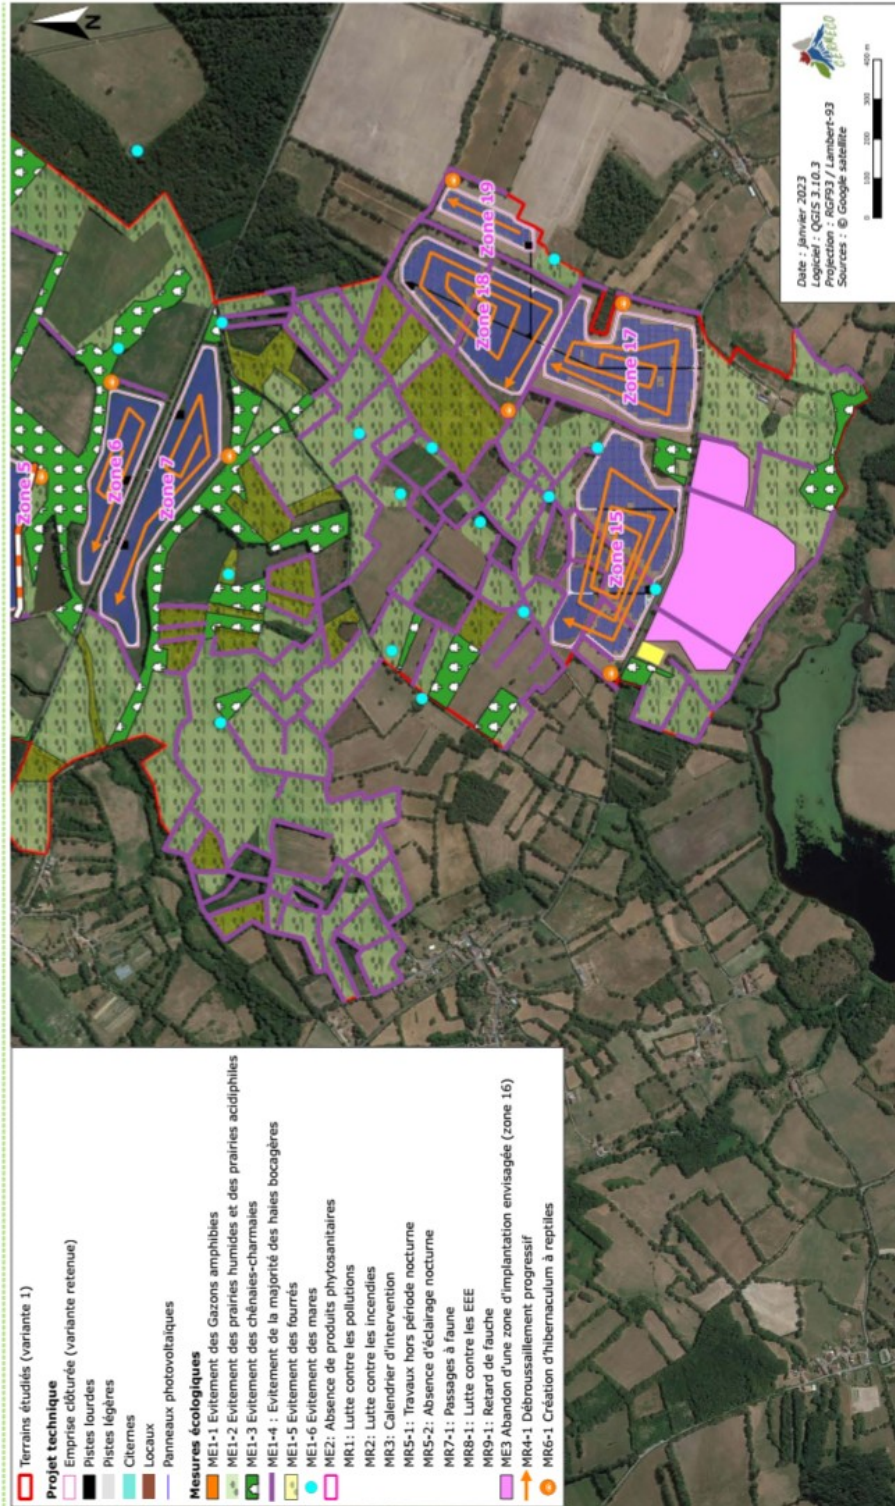 Terrains étudiés (variante 1)
Projet technique
Emprise clôturée (variante retenue)
Pistes lourdes
Pistes légères
Citernes
Locaux
Panneaux photovoltaïques
Mesures écologiques
ME1-1 Evitement des Gazons amphibies
ME1-2 Evitement des prairies humides et des prairies acidiphiles
ME1-3 Evitement des chênaies-charmaies
ME1-4 : Evitement de la majorité des haies bocagères
ME1-5 Evitement des fourrés
ME1-6 Evitement des mares
ME2: Absence de produits phytosanitaires
MR1: Lutte contre les pollutions
MR2: Lutte contre les incendies
MR3: Calendrier d'intervention
MR5-1: Travaux hors période nocturne
MR5-2: Absence d'éclairage nocturne
MR7-1: Passages à faune
MR8-1: Lutte contre les EEE
MR9-1: Retard de fauche
ME3 Abandon d'une zone d'implantation envisagée (zone 16)
MR4-1 Débroussaillement progressif
MR6-1 Création d'hibernaculum à reptiles
Zone 5
Zone 6
Zone 7
Zone 15
Zone 17
Zone 18
Zone 19
N
Date : janvier 2023
Logiciel : QGIS 3.10.3
Projection : RGF93 / Lambert-93
Sources : © Google satellite
0 100 200 300 400 m